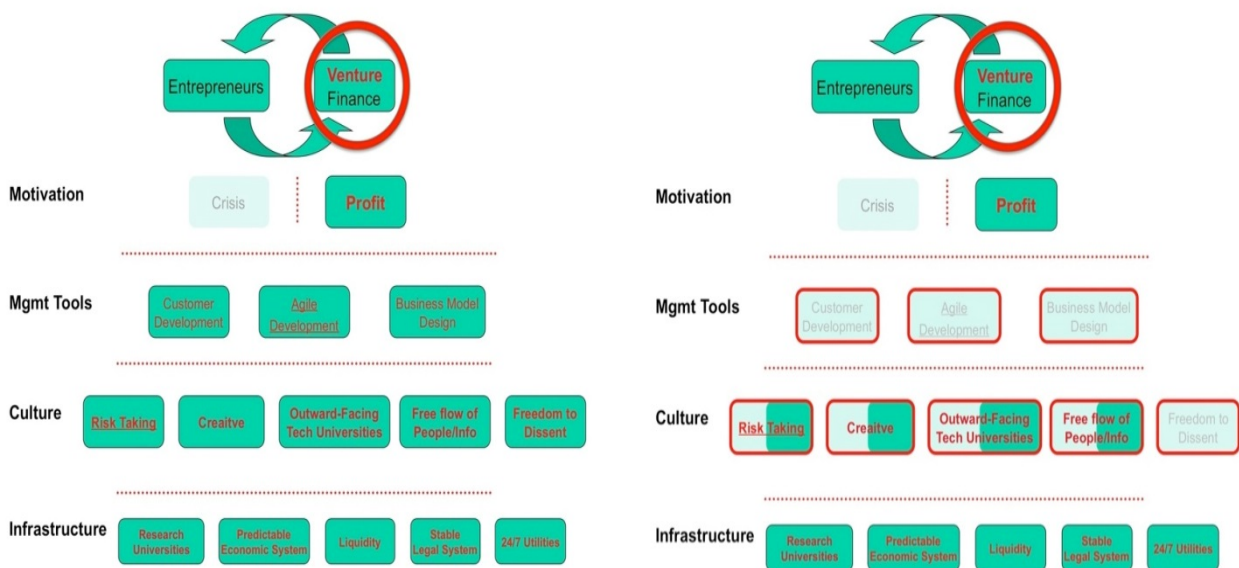 Entrepreneurs
Venture
Finance
Motivation
Crisis
Profit
Mgmt Tools
Customer
Development
Agile
Development
Business Model
Design
Culture
Risk Taking
Creaitve
Outward-Facing
Tech Universities
Free flow of
People/Info
Freedom to
Dissent
Infrastructure
Research
Universities
Predictable
Economic System
Liquidity
Stable
Legal System
24/7 Utilities
Entrepreneurs
Venture
Finance
Motivation
Crisis
Profit
Mgmt Tools
Customer
Development
Agile
Development
Business Model
Design
Culture
Risk Taking
Creaitve
Outward-Facing
Tech Universities
Free flow of
People/Info
Freedom to
Dissent
Infrastructure
Research
Universities
Predictable
Economic System
Liquidity
Stable
Legal System
24/7 Utilities